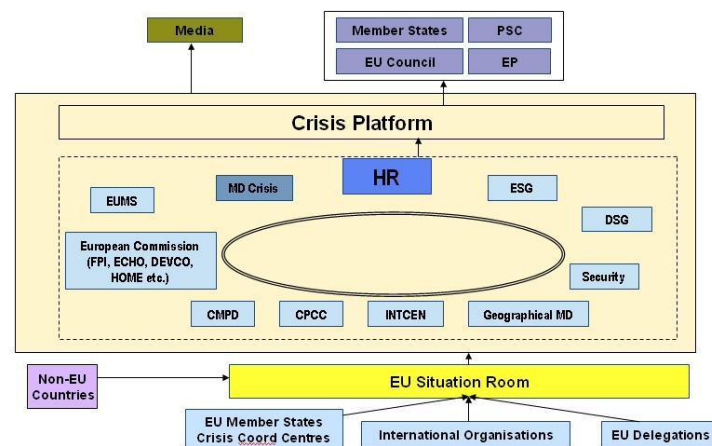 Media
Member States
PSC
EU Council
EP
Crisis Platform
HR
MD Crisis
ESG
EUMS
DSG
European Commission
(FPI, ECHO, DEVCO,
HOME etc.)
Security
CMPD
CPCC
INTCEN
Geographical MD
Non-EU
Countries
EU Situation Room
EU Member States
Crisis Coord Centres
International Organisations
EU Delegations